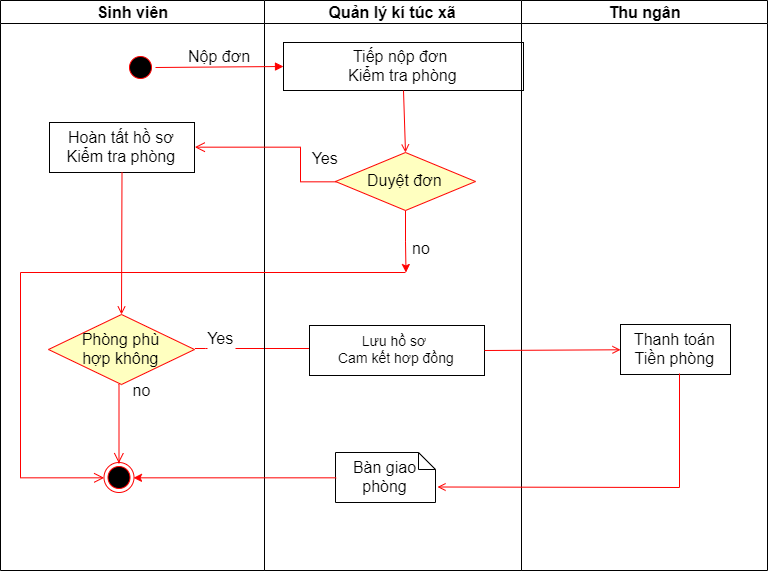 Sinh viên
Quản lý kí túc xã
Thu ngân
Nộp đơn
Tiếp nộp đơn
Kiểm tra phòng
Hoàn tất hồ sơ
Kiểm tra phòng
Yes
Duyệt đơn
no
Phòng phù
hợp không
Yes
Lưu hồ sơ
Cam kết hợp đồng
Thanh toán
Tiền phòng
no
Bàn giao
phòng